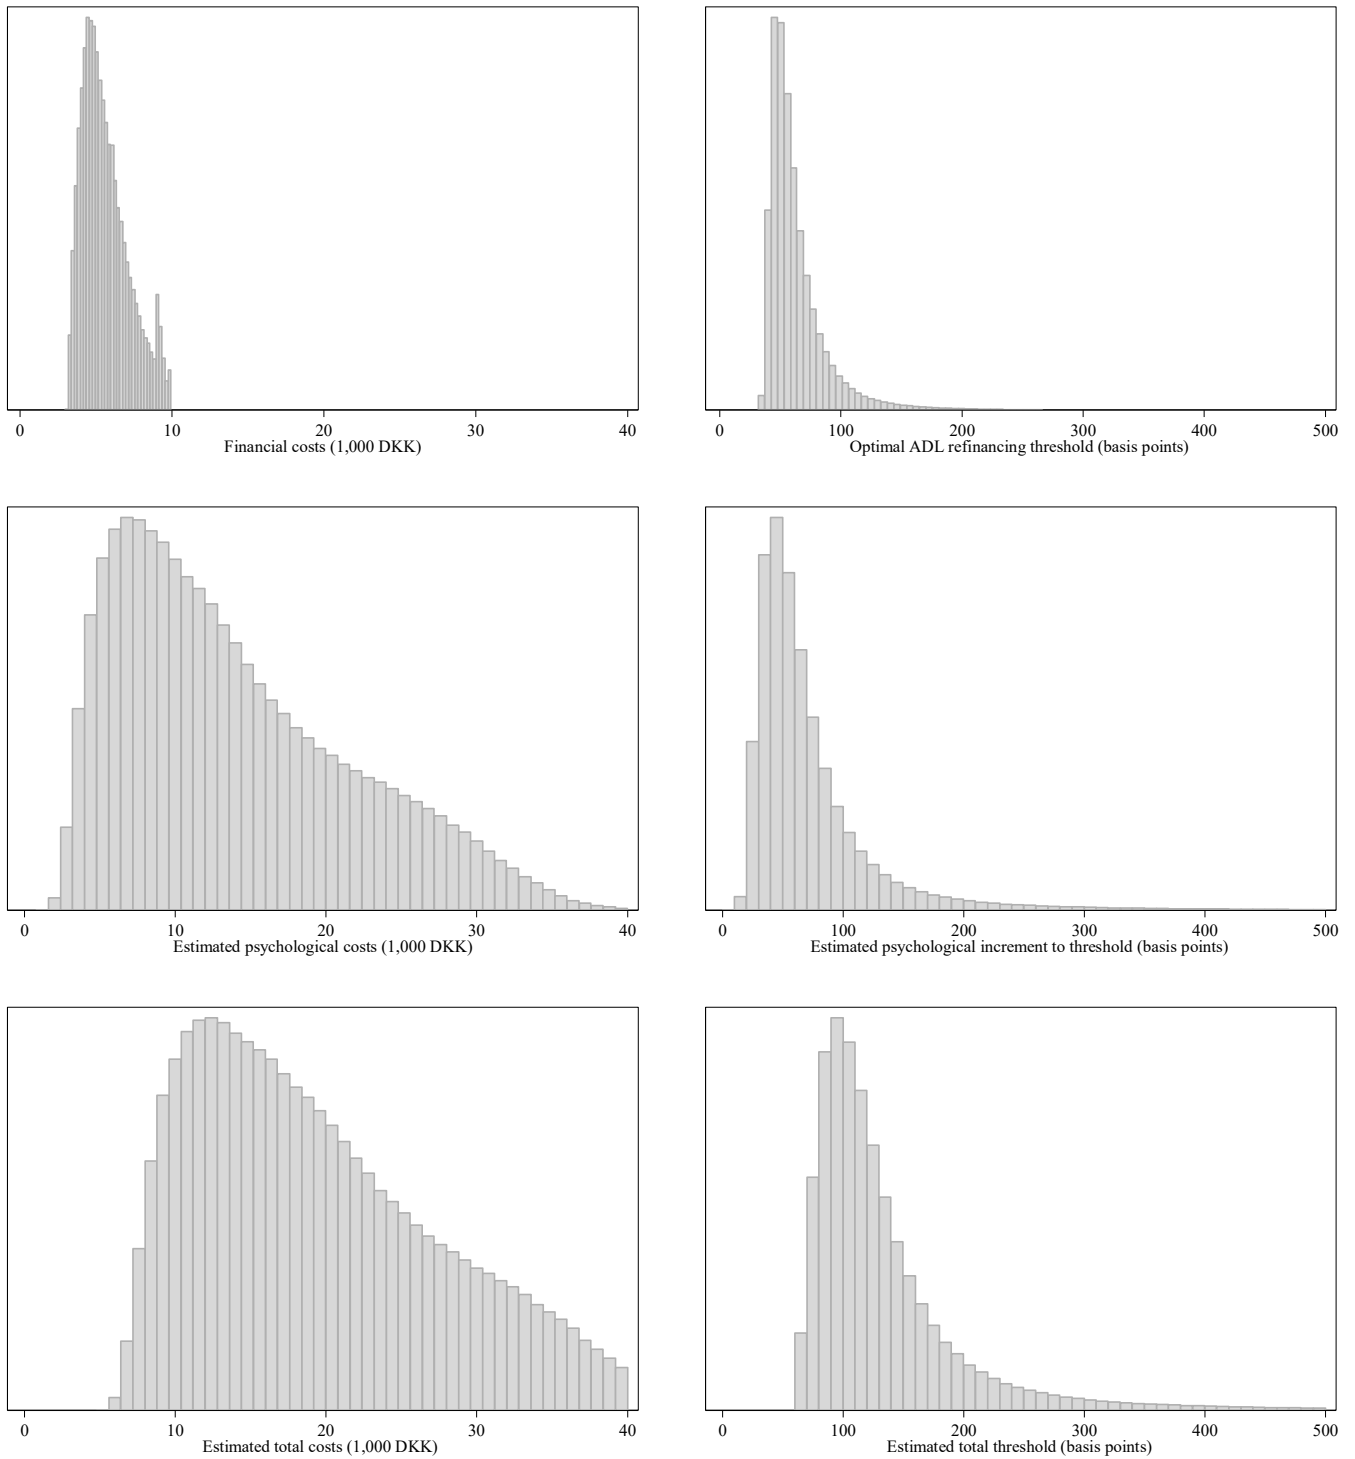 0 10 20 30 40
Financial costs (1,000 DKK)
0 100 200 300 400 500
Optimal ADL refinancing threshold (basis points)
0 10 20 30 40
Estimated psychological costs (1,000 DKK)
0 100 200 300 400 500
Estimated psychological increment to threshold (basis points)
0 10 20 30 40
Estimated total costs (1,000 DKK)
0 100 200 300 400 500
Estimated total threshold (basis points)